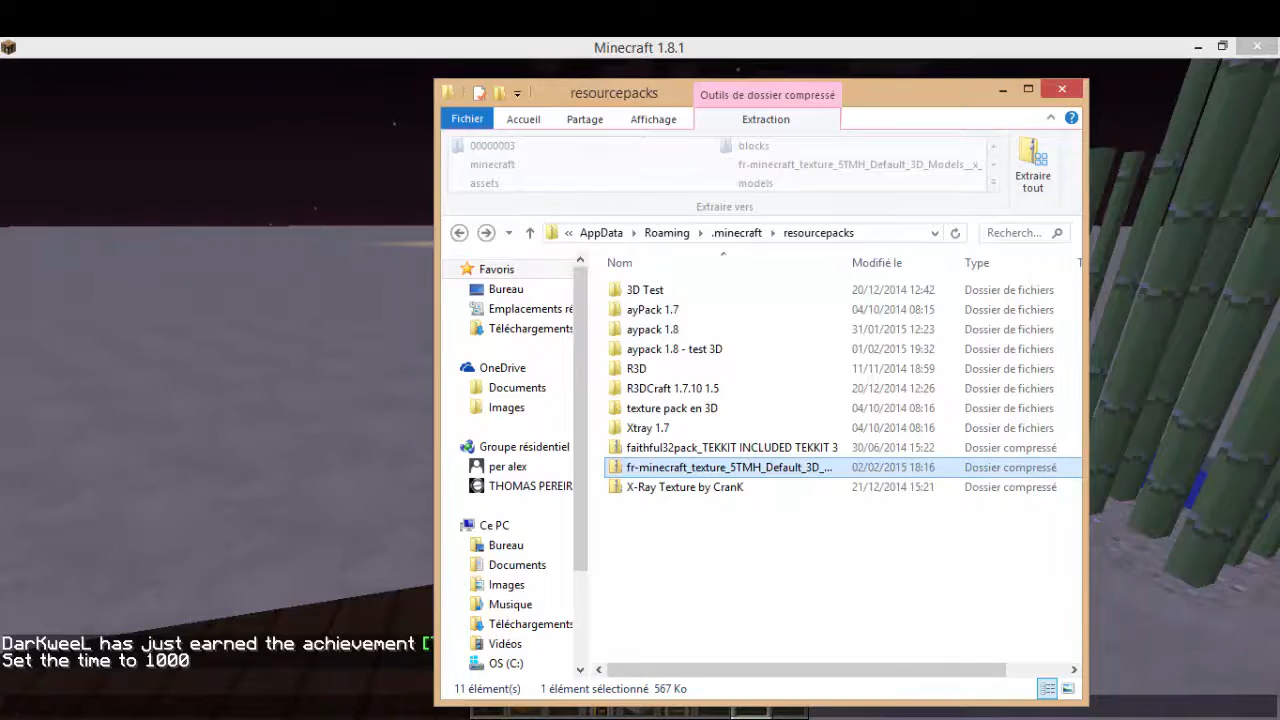 Minecraft 1.8.1
resourcepacks
Outils de dossier compressé
Fichier
Accueil
Partage
Affichage
Extraction
00000003
blocks
minecraft
fr-minecraft_texture_5TMH_Default_3D_Models__x_
assets
models
Extraire tout
Extraire vers
« AppData
Roaming
.minecraft
resourcepacks
Recherch...
Nom
Modifié le
Type
T
Favoris
Bureau
Emplacements ré
Téléchargements
OneDrive
Documents
Images
Groupe résidentiel
per alex
THOMAS PEREIR
Ce PC
Bureau
Documents
Images
Musique
Téléchargements
Vidéos
OS (C:)
3D Test 20/12/2014 12:42 Dossier de fichiers
ayPack 1.7 04/10/2014 08:15 Dossier de fichiers
aypack 1.8 31/01/2015 12:23 Dossier de fichiers
aypack 1.8 - test 3D 01/02/2015 19:32 Dossier de fichiers
R3D 11/11/2014 18:59 Dossier de fichiers
R3DCraft 1.7.10 1.5 20/12/2014 12:26 Dossier de fichiers
texture pack en 3D 04/10/2014 08:16 Dossier de fichiers
Xtray 1.7 04/10/2014 08:16 Dossier de fichiers
faithful32pack_TEKKIT INCLUDED TEKKIT 3 30/06/2014 15:22 Dossier compressé
fr-minecraft_texture_5TMH_Default_3D_... 02/02/2015 18:16 Dossier compressé
X-Ray Texture by CranK 21/12/2014 15:21 Dossier compressé
11 élément(s) 1 élément sélectionné 567 Ko
DarKweeL has just earned the achievement [
Set the time to 1000